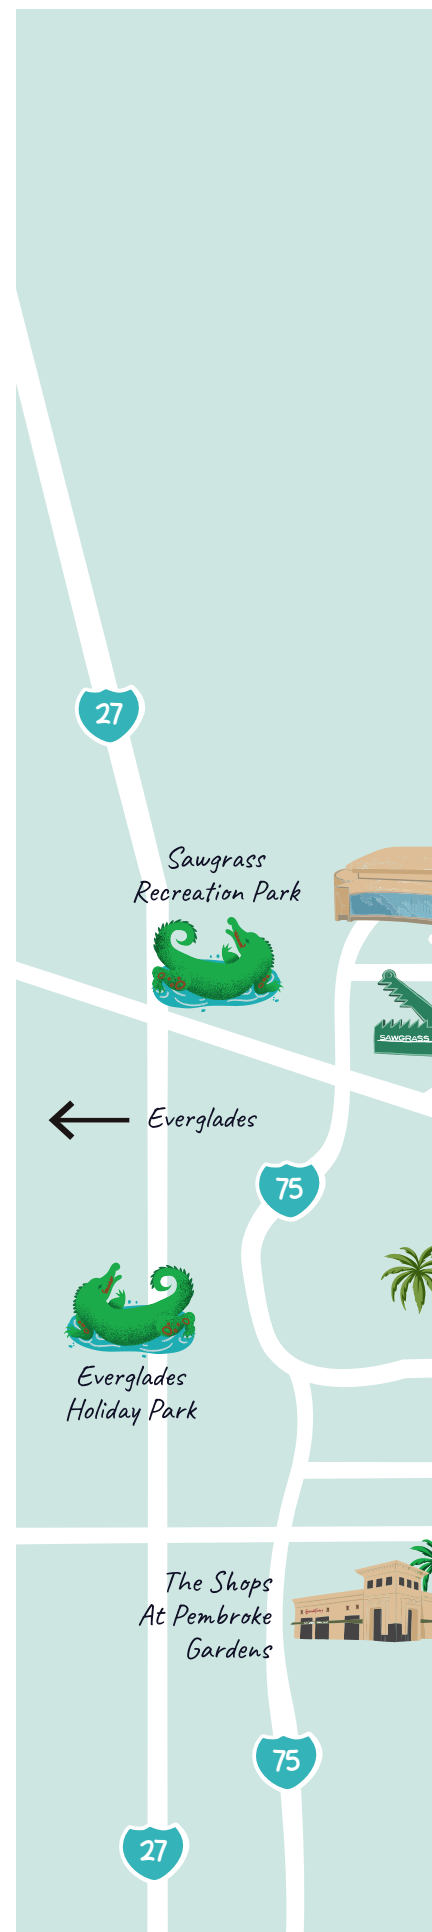 27
Sawgrass
Recreation Park
SAWGRASS
Everglades
75
Everglades
Holiday Park
The Shops
At Pembroke
Gardens
75
27